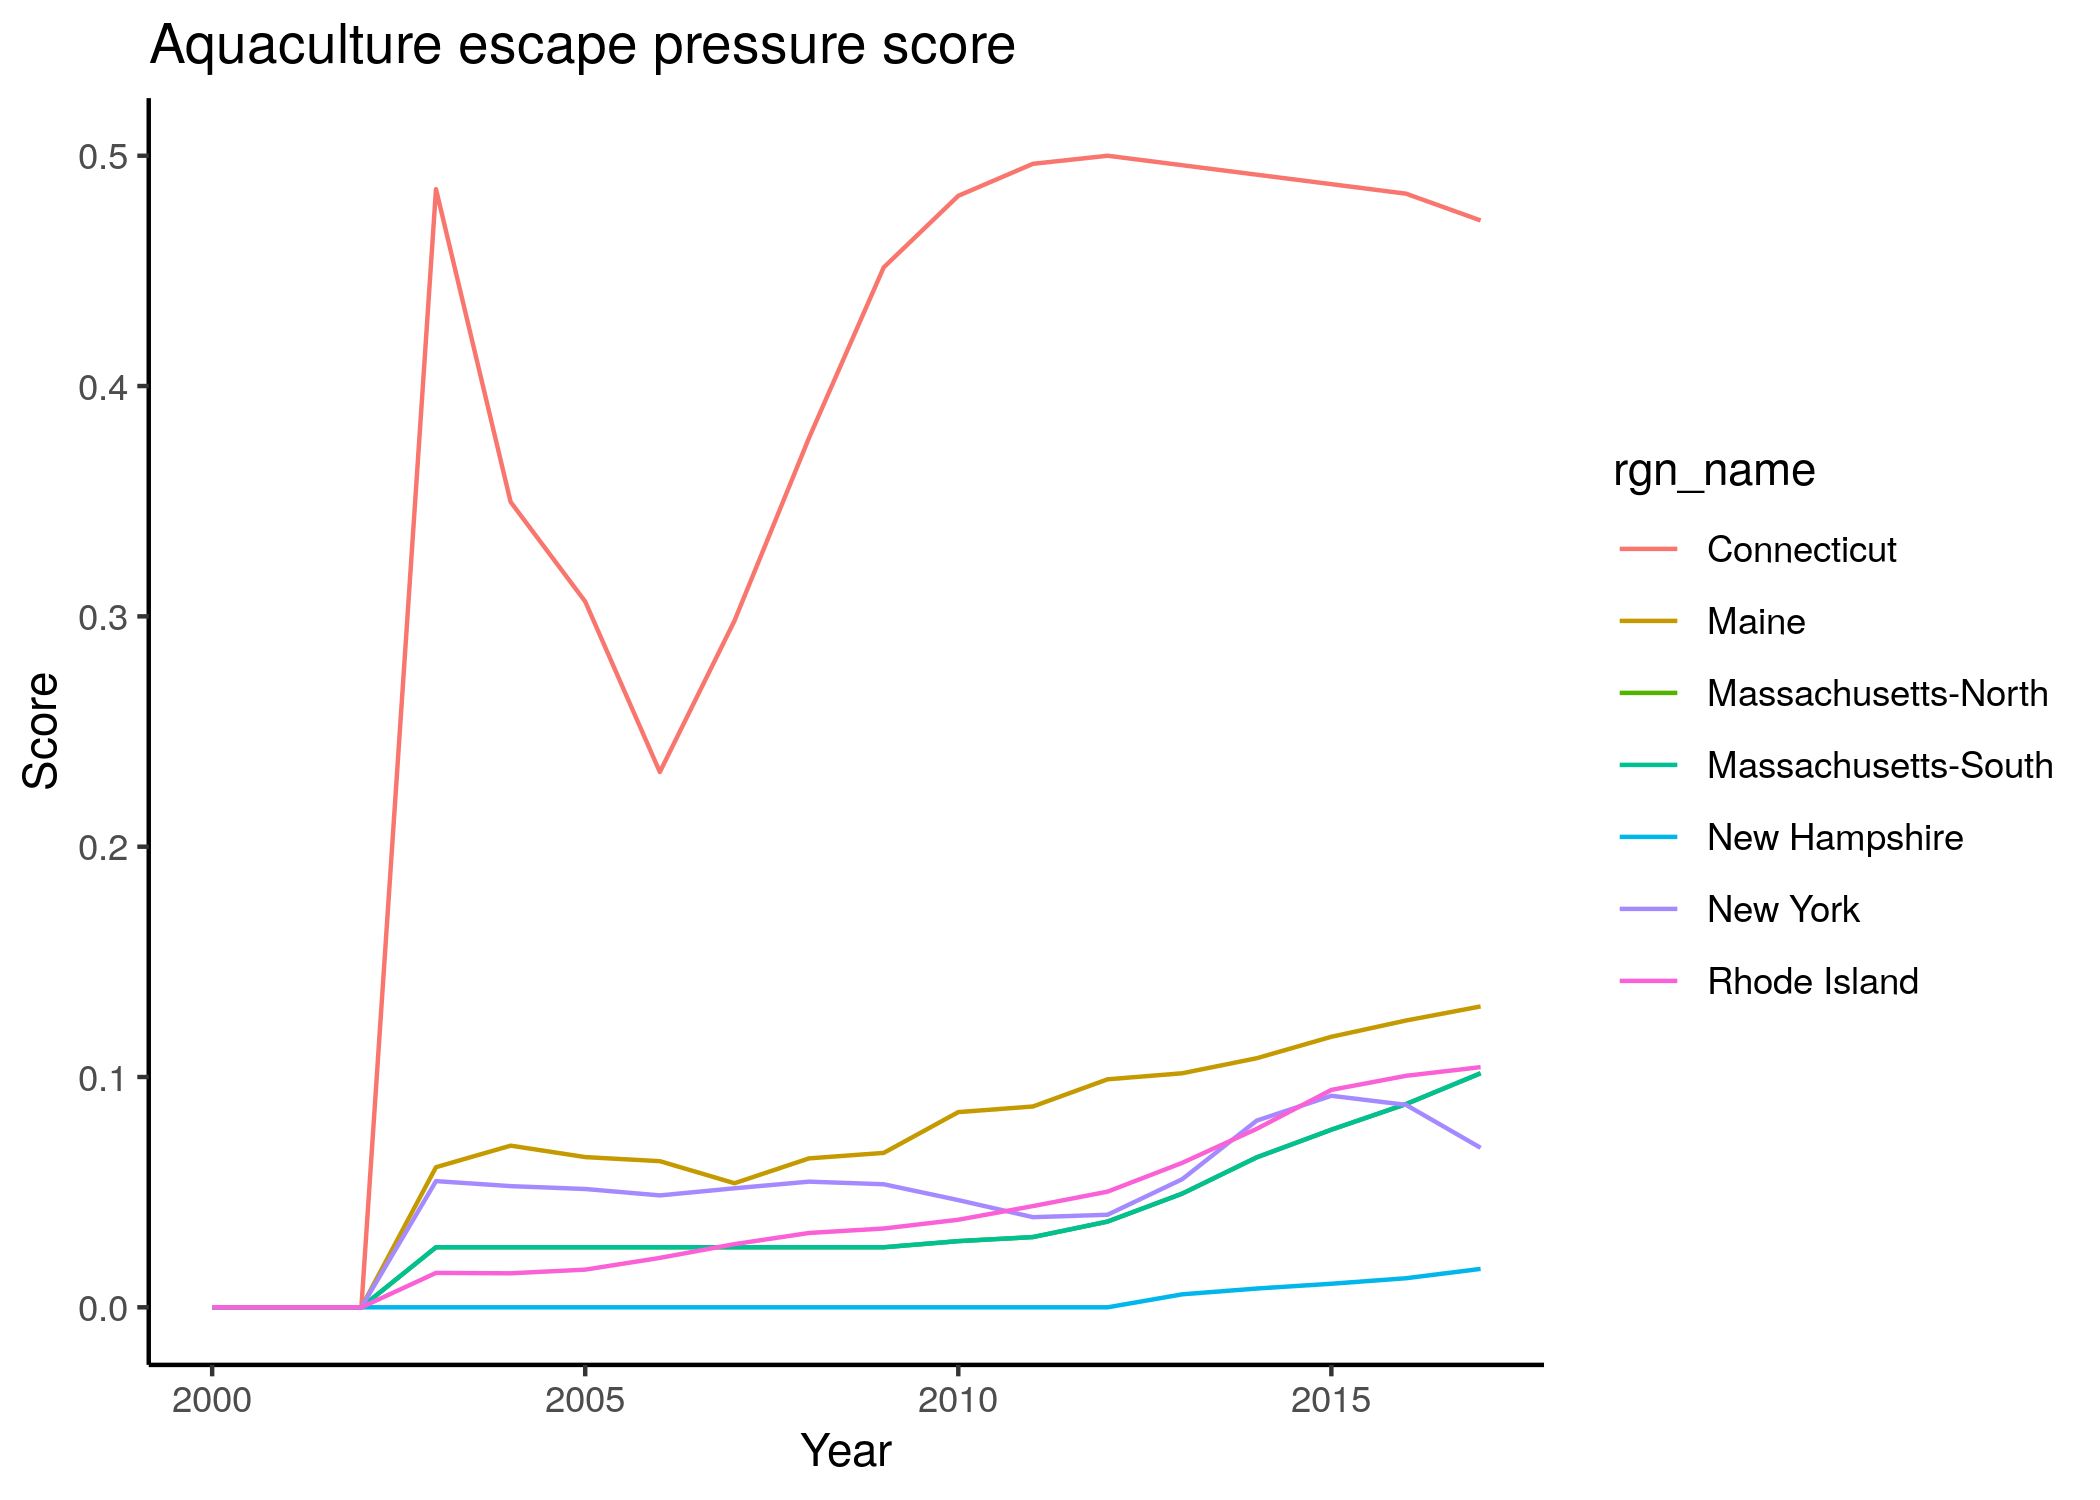 Aquaculture escape pressure score
0.5
0.4
0.3
0.2
0.1
0.0
Score
2000 2005 2010 2015
Year
rgn_name
Connecticut
Maine
Massachusetts-North
Massachusetts-South
New Hampshire
New York
Rhode Island